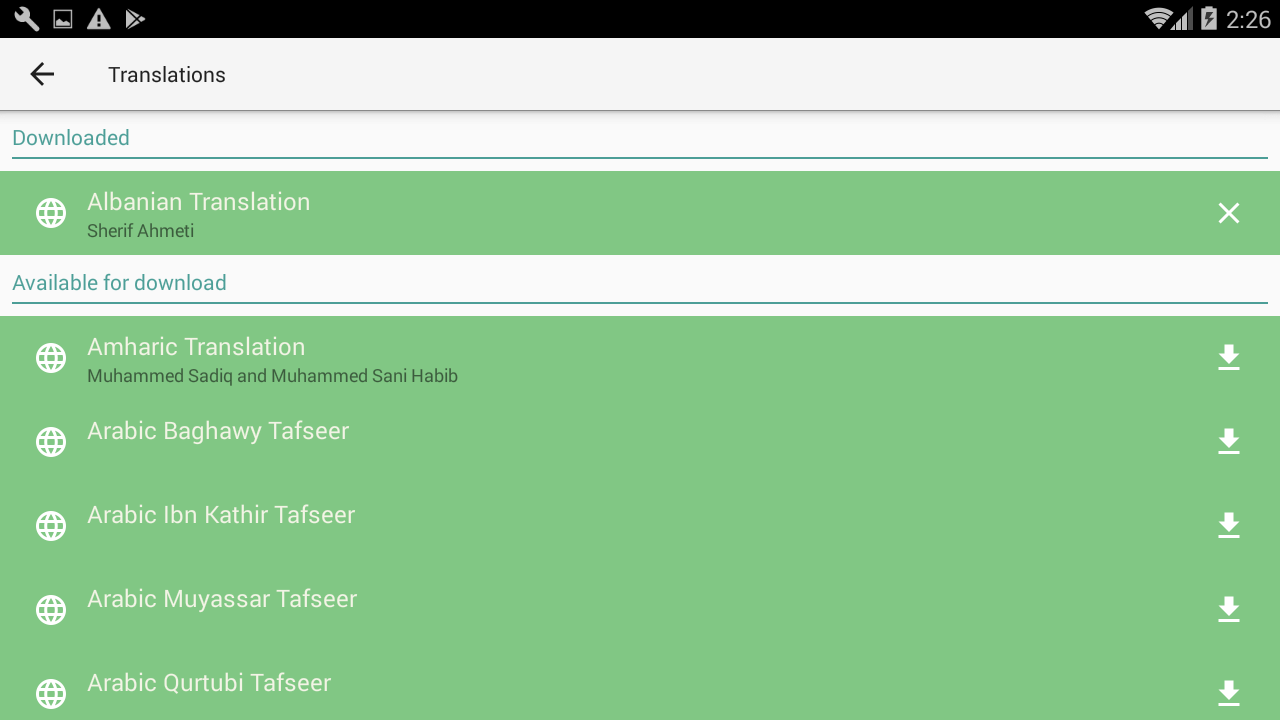 2:26
Translations
Downloaded
Albanian Translation
Sherif Ahmeti
Available for download
Amharic Translation
Muhammed Sadiq and Muhammed Sani Habib
Arabic Baghawy Tafseer
Arabic Ibn Kathir Tafseer
Arabic Muyassar Tafseer
Arabic Qurtubi Tafseer